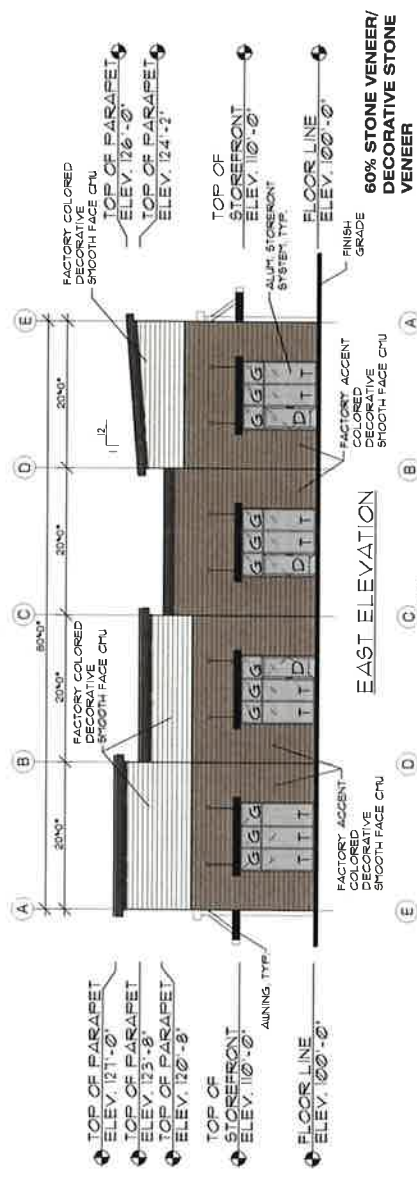 A
B
C
D
E
80'-0"
20'-0"
20'-0"
20'-0"
20'-0"
TOP OF PARAPET
ELEV. 127'-0"
TOP OF PARAPET
ELEV. 123'-8"
TOP OF PARAPET
ELEV. 120'-8"
TOP OF
STOREFRONT
ELEV. 110'-0"
FLOOR LINE
ELEV. 100'-0"
AWNING, TYP.
FACTORY COLORED
DECORATIVE
SMOOTH FACE CMU
12
1
FACTORY COLORED
DECORATIVE
SMOOTH FACE CMU
TOP OF PARAPET
ELEV. 126'-0"
TOP OF PARAPET
ELEV. 124'-2"
TOP OF
STOREFRONT
ELEV. 110'-0"
FLOOR LINE
ELEV. 100'-0"
ALUM. STOREFRONT
SYSTEM, TYP.
FINISH
GRADE
G G G
T T T
G G G
T T D
G G G
T D T
G G G
D T
FACTORY ACCENT
COLORED
DECORATIVE
SMOOTH FACE CMU
EAST ELEVATION
FACTORY ACCENT
COLORED
DECORATIVE
SMOOTH FACE CMU
60% STONE VENEER/
DECORATIVE STONE
VENEER
E
D
C
B
A